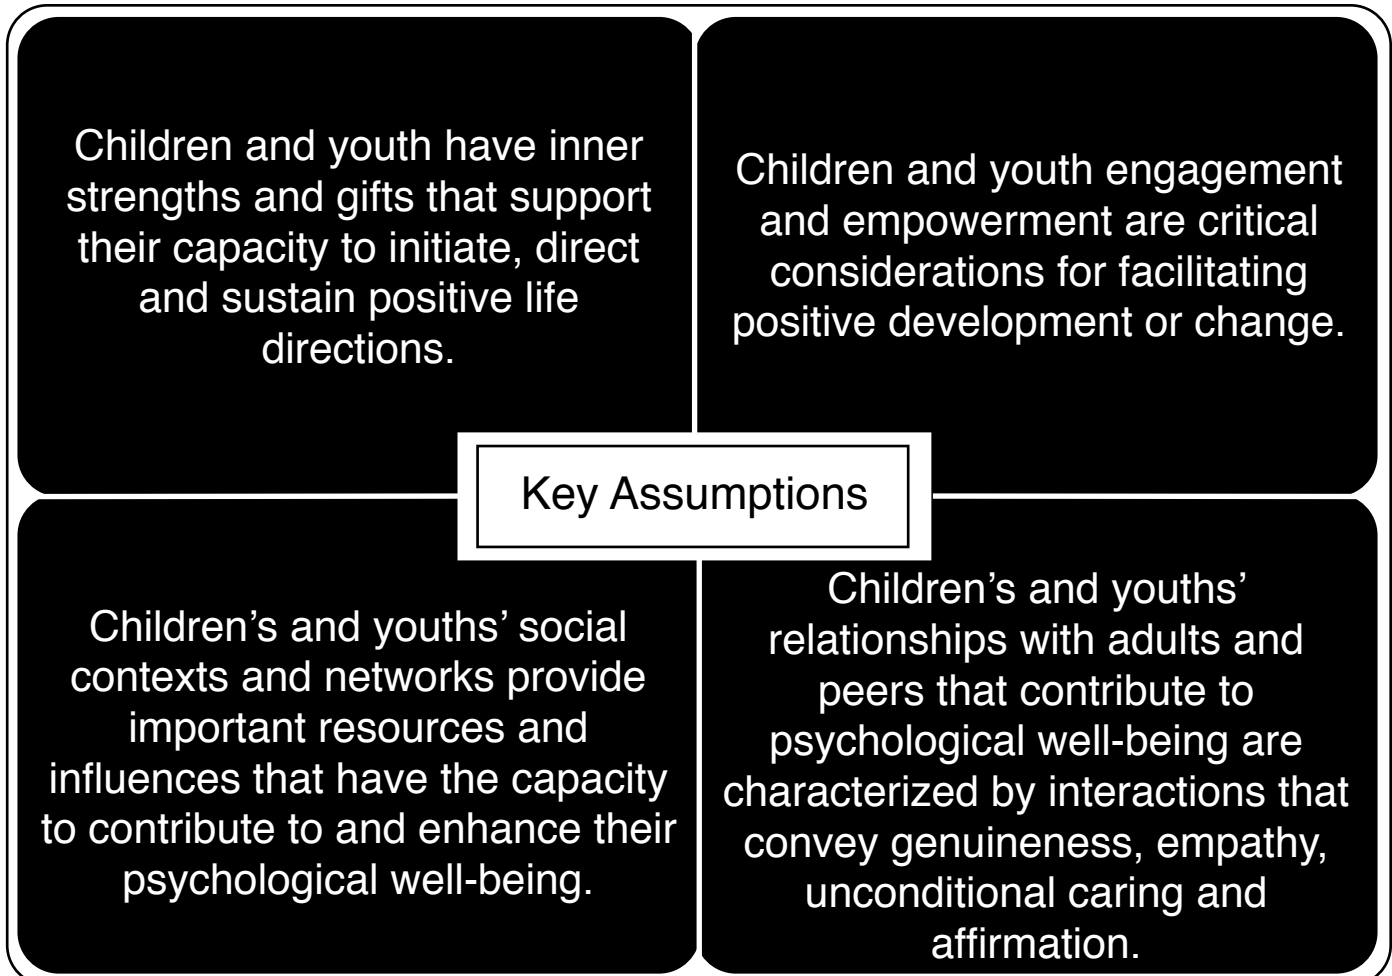 Children and youth have inner
strengths and gifts that support
their capacity to initiate, direct
and sustain positive life
directions.
Children and youth engagement
and empowerment are critical
considerations for facilitating
positive development or change.
Key Assumptions
Children’s and youths’ social
contexts and networks provide
important resources and
influences that have the capacity
to contribute to and enhance their
psychological well-being.
Children’s and youths’
relationships with adults and
peers that contribute to
psychological well-being are
characterized by interactions that
convey genuineness, empathy,
unconditional caring and
affirmation.